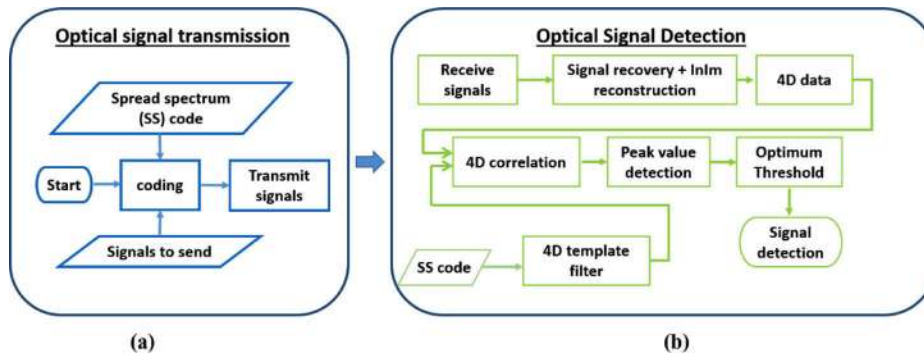 Optical signal transmission
Spread spectrum
(SS) code
Start
coding
Transmit
signals
Signals to send
(a)
Optical Signal Detection
Receive
signals
Signal recovery + InIm
reconstruction
4D data
4D correlation
Peak value
detection
Optimum
Threshold
Signal
detection
SS code
4D template
filter
(b)